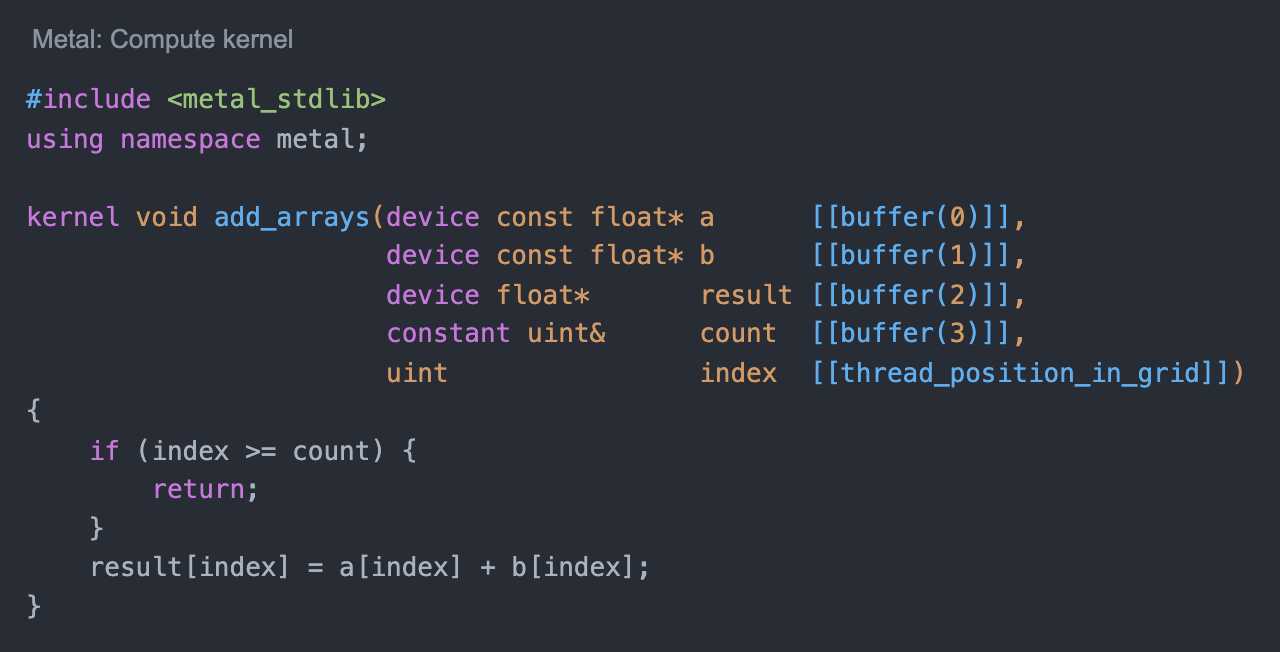 Metal: Compute kernel
#include <metal_stdlib>
using namespace metal;

kernel void add_arrays(device const float* a      [[buffer(0)]],
                       device const float* b      [[buffer(1)]],
                       device float*       result [[buffer(2)]],
                       constant uint&      count  [[buffer(3)]],
                       uint                index  [[thread_position_in_grid]])
{
    if (index >= count) {
        return;
    }
    result[index] = a[index] + b[index];
}